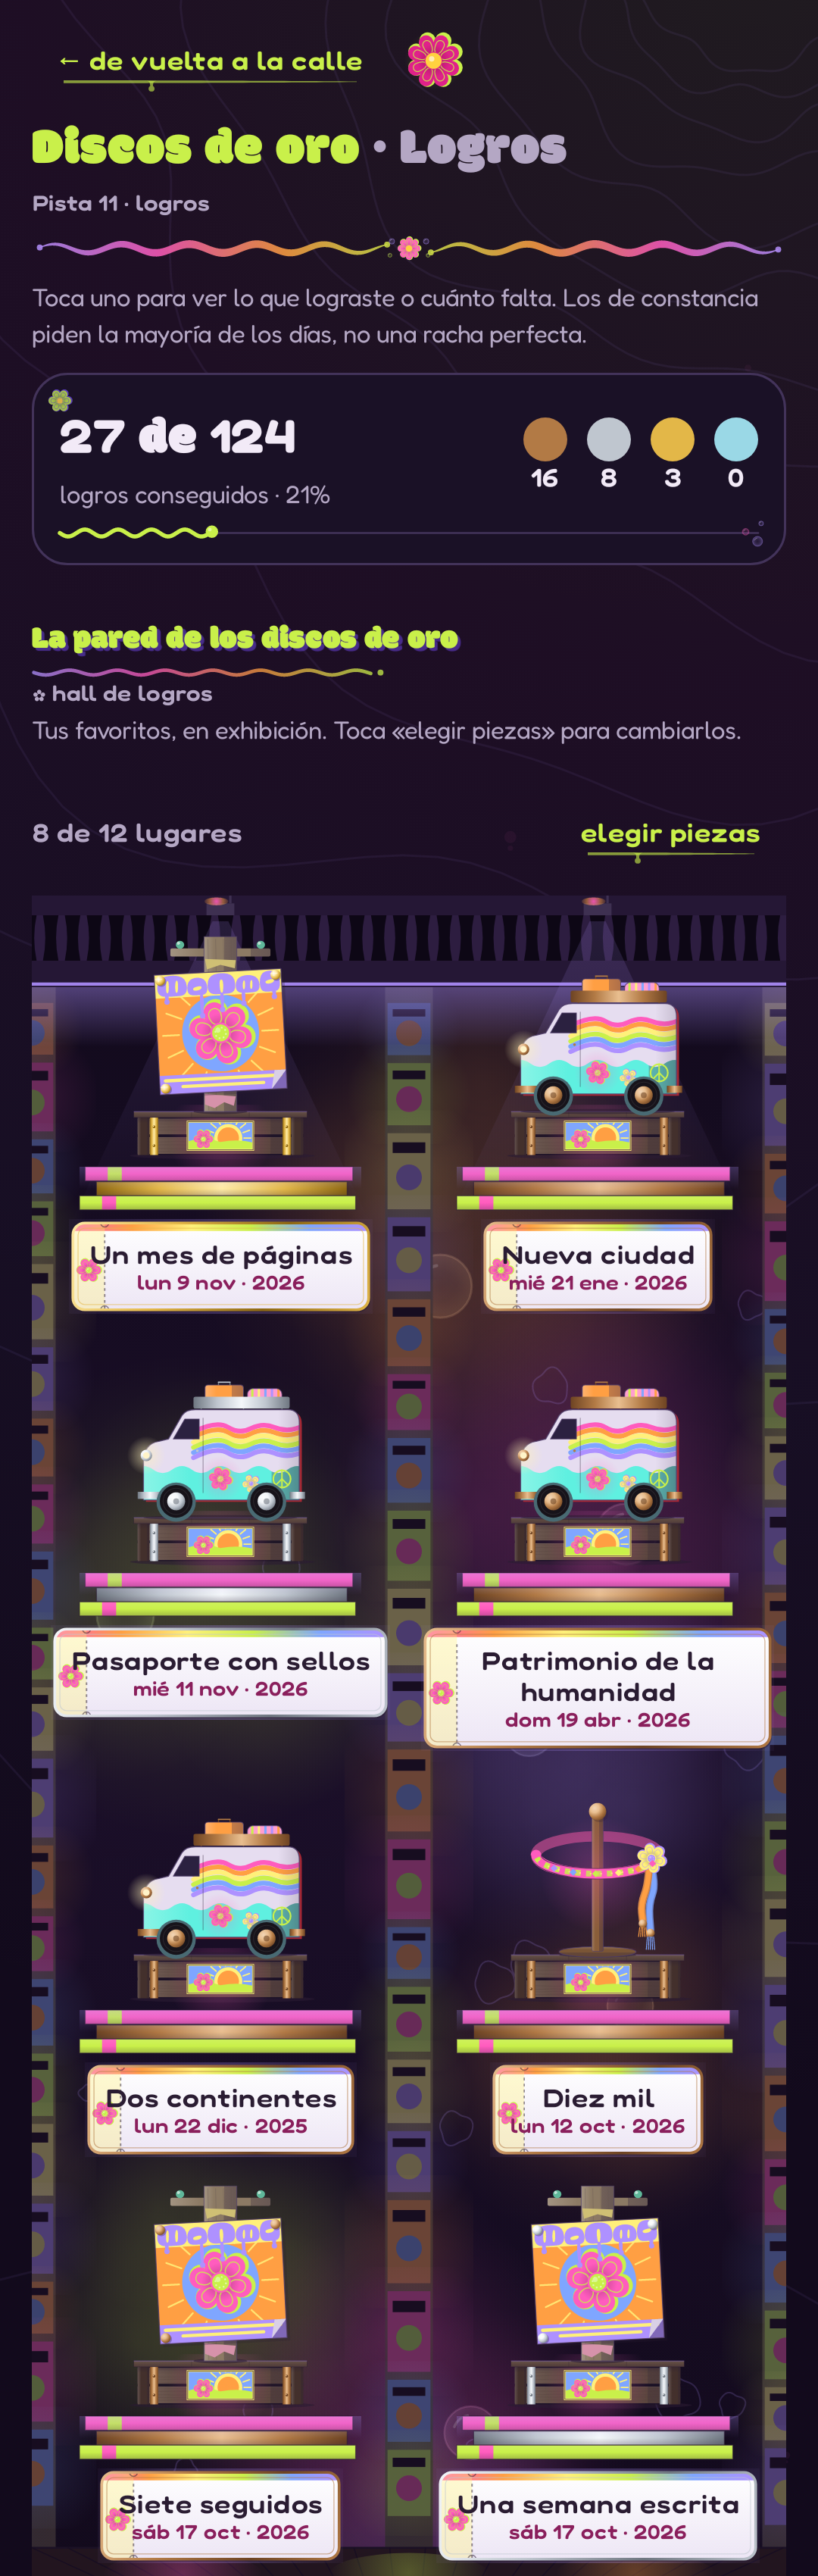 ← de vuelta a la calle
Discos de oro · Logros
Pista 11 · logros
Toca uno para ver lo que lograste o cuánto falta. Los de constancia
piden la mayoría de los días, no una racha perfecta.
27 de 124
16 8 3 0
logros conseguidos · 21%
La pared de los discos de oro
✿ hall de logros
Tus favoritos, en exhibición. Toca «elegir piezas» para cambiarlos.
8 de 12 lugares
elegir piezas
Un mes de páginas
lun 9 nov · 2026
Nueva ciudad
mié 21 ene · 2026
Pasaporte con sellos
mié 11 nov · 2026
Patrimonio de la
humanidad
dom 19 abr · 2026
Dos continentes
lun 22 dic · 2025
Diez mil
lun 12 oct · 2026
Siete seguidos
sáb 17 oct · 2026
Una semana escrita
sáb 17 oct · 2026